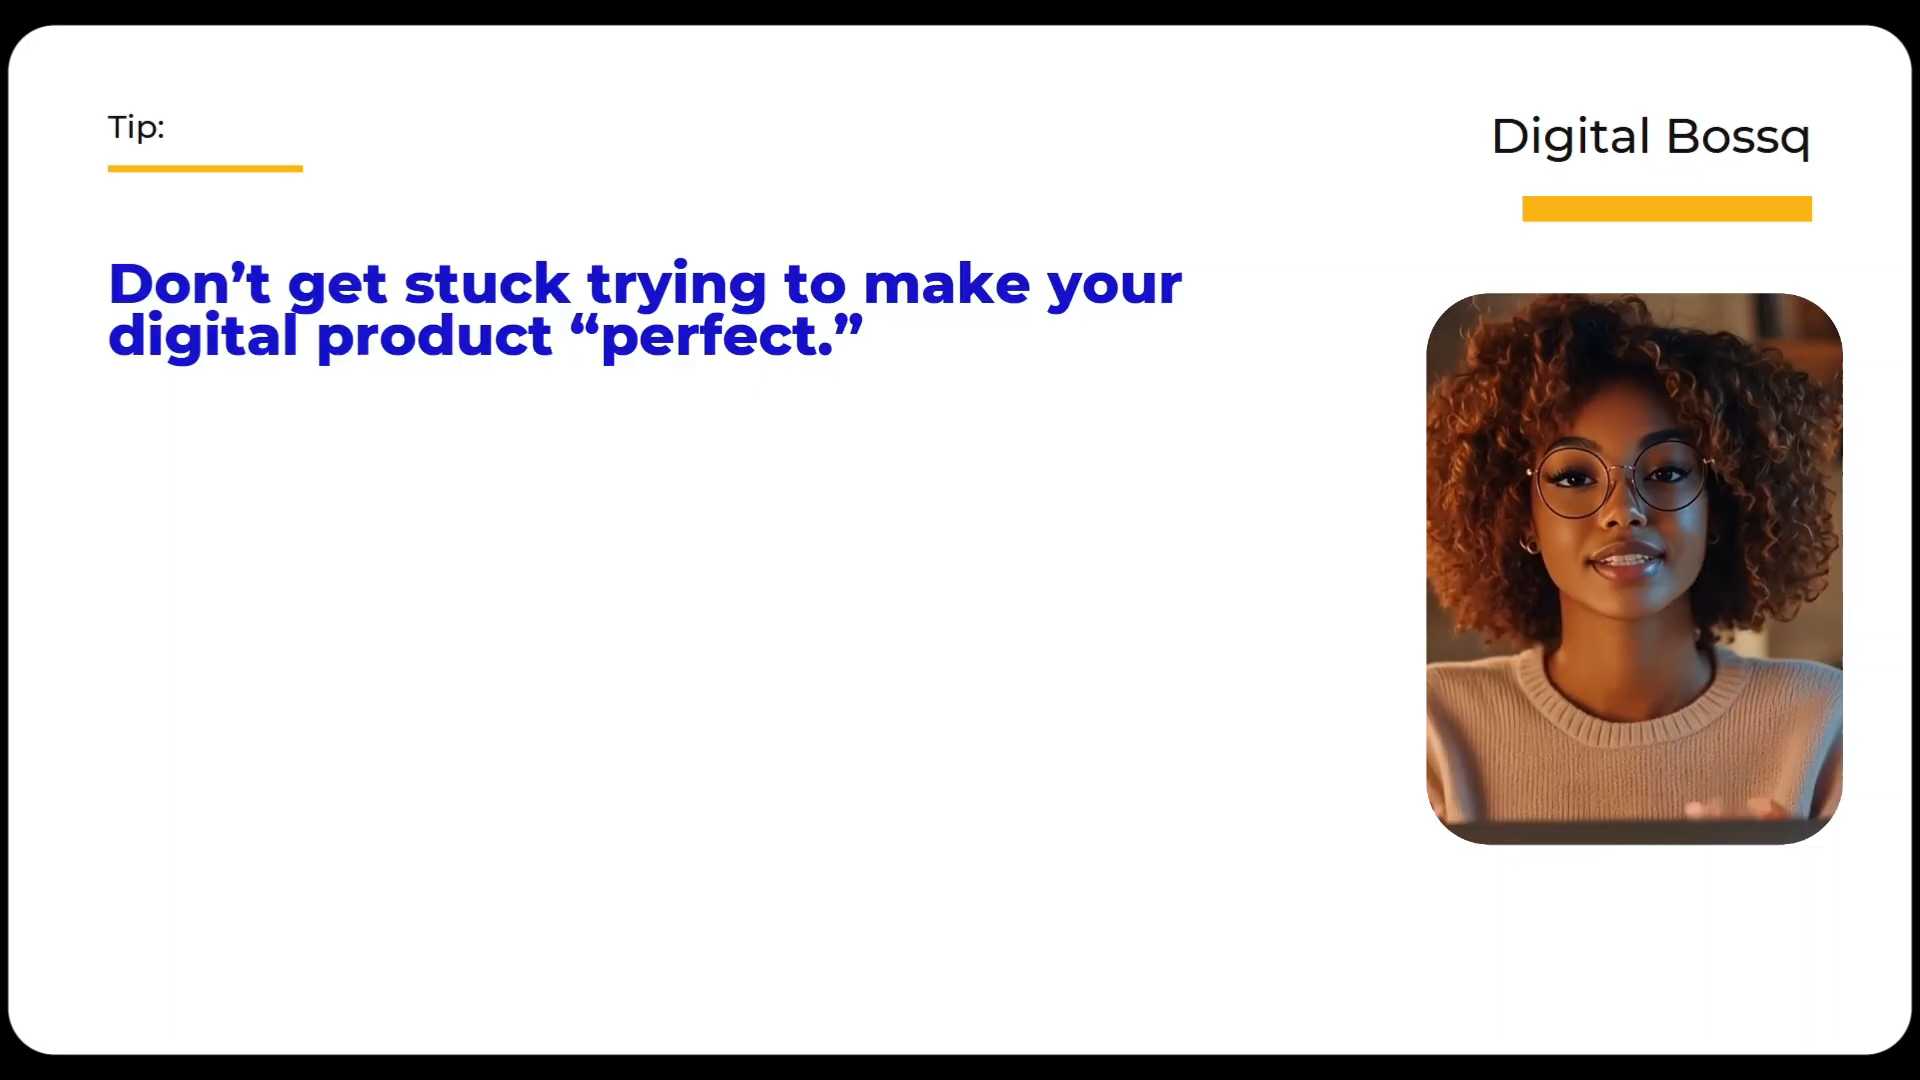 Tip:
Digital Bossq
Don’t get stuck trying to make your
digital product “perfect.”